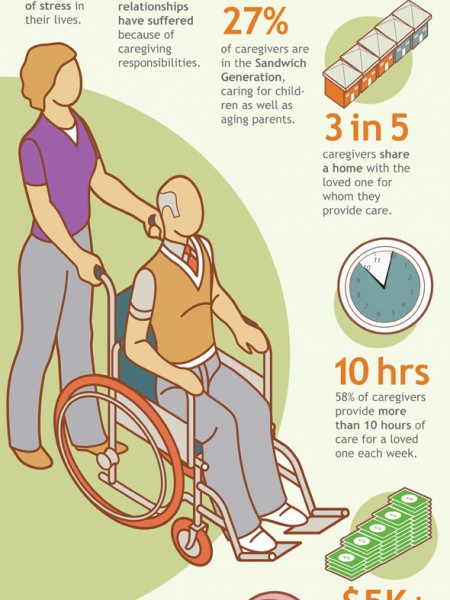 of stress in
their lives.
relationships
have suffered
because of
caregiving
responsibilities.
27%
of caregivers are
in the Sandwich
Generation,
caring for child-
ren as well as
aging parents.
3 in 5
caregivers share
a home with the
loved one for
whom they
provide care.
10 hrs
58% of caregivers
provide more
than 10 hours of
care for a loved
one each week.
$5K+